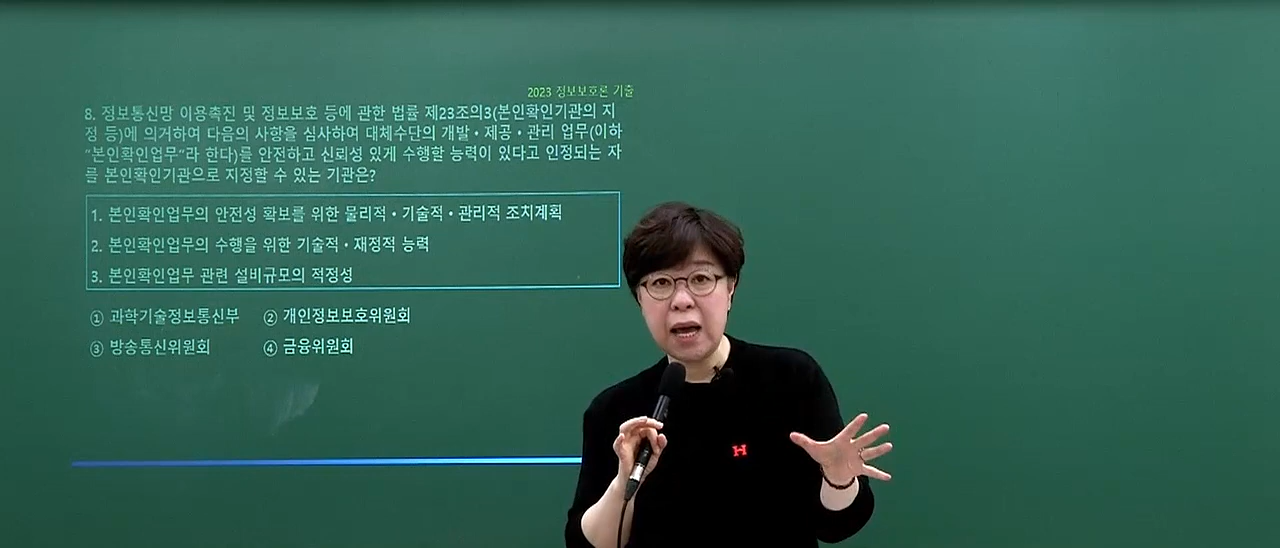 2023 정보보호론 기출
8. 정보통신망 이용촉진 및 정보보호 등에 관한 법률 제23조의3(본인확인기관의 지
정 등)에 의거하여 다음의 사항을 심사하여 대체수단의 개발・제공・관리 업무(이하
"본인확인업무"라 한다)를 안전하고 신뢰성 있게 수행할 능력이 있다고 인정되는 자
를 본인확인기관으로 지정할 수 있는 기관은?
1. 본인확인업무의 안전성 확보를 위한 물리적・기술적・관리적 조치계획
2. 본인확인업무의 수행을 위한 기술적・재정적 능력
3. 본인확인업무 관련 설비규모의 적정성
① 과학기술정보통신부 ② 개인정보보호위원회
③ 방송통신위원회 ④ 금융위원회
H